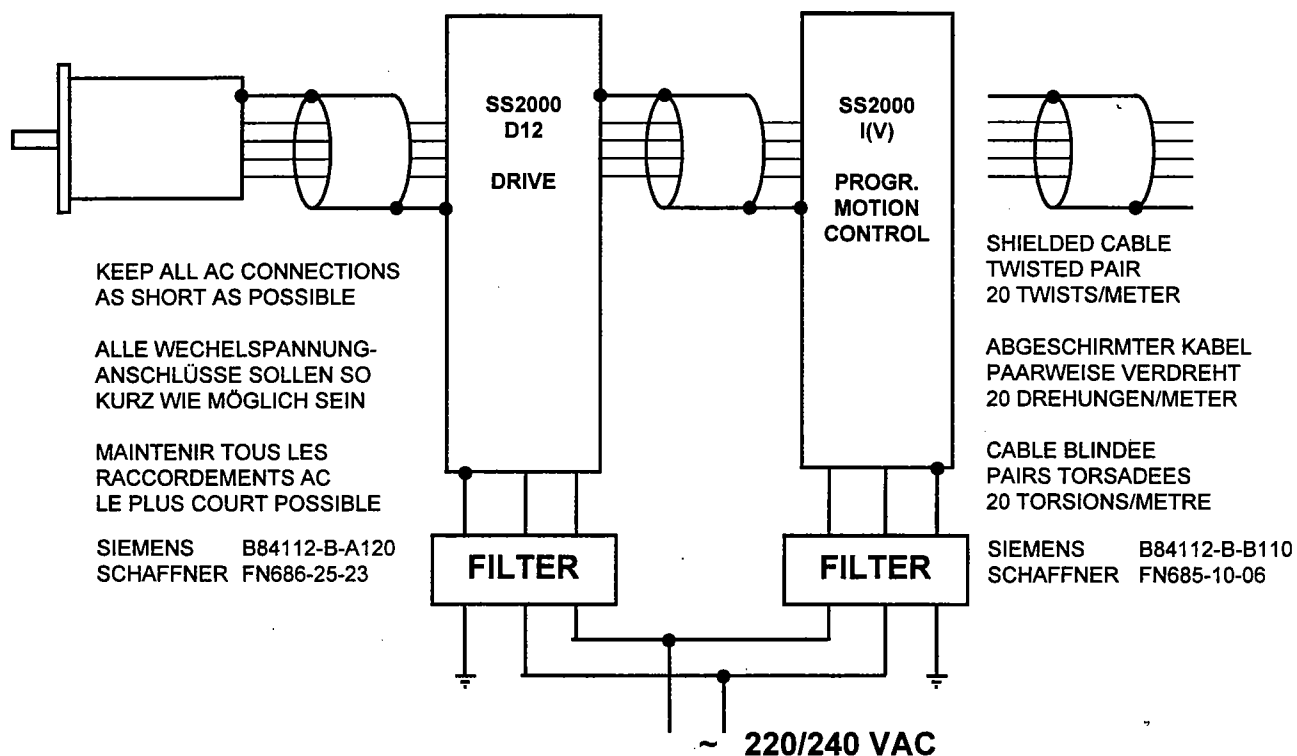 SS2000
D12
DRIVE
SS2000
I(V)
PROGR.
MOTION
CONTROL
KEEP ALL AC CONNECTIONS
AS SHORT AS POSSIBLE
ALLE WECHELSPANNUNG-
ANSCHLÜSSE SOLLEN SO
KURZ WIE MÖGLICH SEIN
MAINTENIR TOUS LES
RACCORDEMENTS AC
LE PLUS COURT POSSIBLE
SIEMENS B84112-B-A120
SCHAFFNER FN686-25-23
SHIELDED CABLE
TWISTED PAIR
20 TWISTS/METER
ABGESCHIRMTER KABEL
PAARWEISE VERDREHT
20 DREHUNGEN/METER
CABLE BLINDEE
PAIRS TORSADEES
20 TORSIONS/METRE
SIEMENS B84112-B-B110
SCHAFFNER FN685-10-06
FILTER
FILTER
~ 220/240 VAC